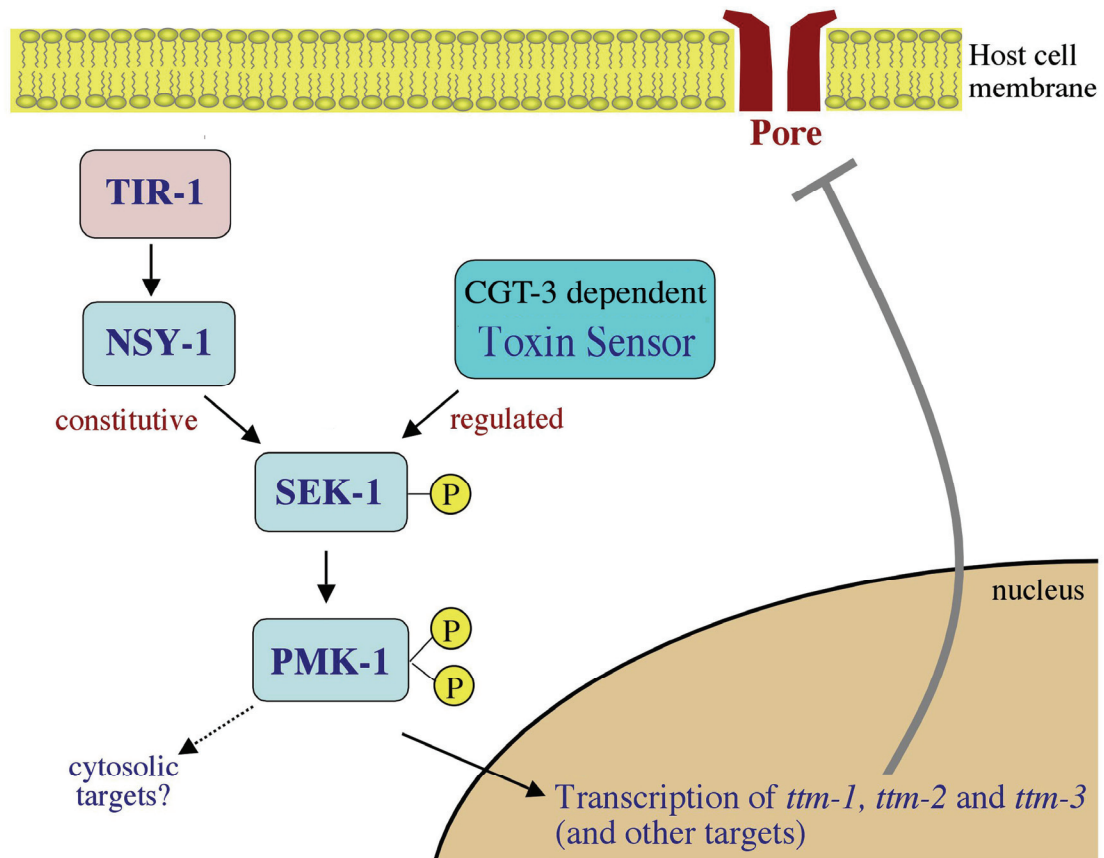 Host cell
membrane
Pore
TIR-1
NSY-1
CGT-3 dependent
Toxin Sensor
constitutive
regulated
SEK-1
P
nucleus
PMK-1
P
P
cytosolic
targets?
Transcription of ttm-1, ttm-2 and ttm-3
(and other targets)